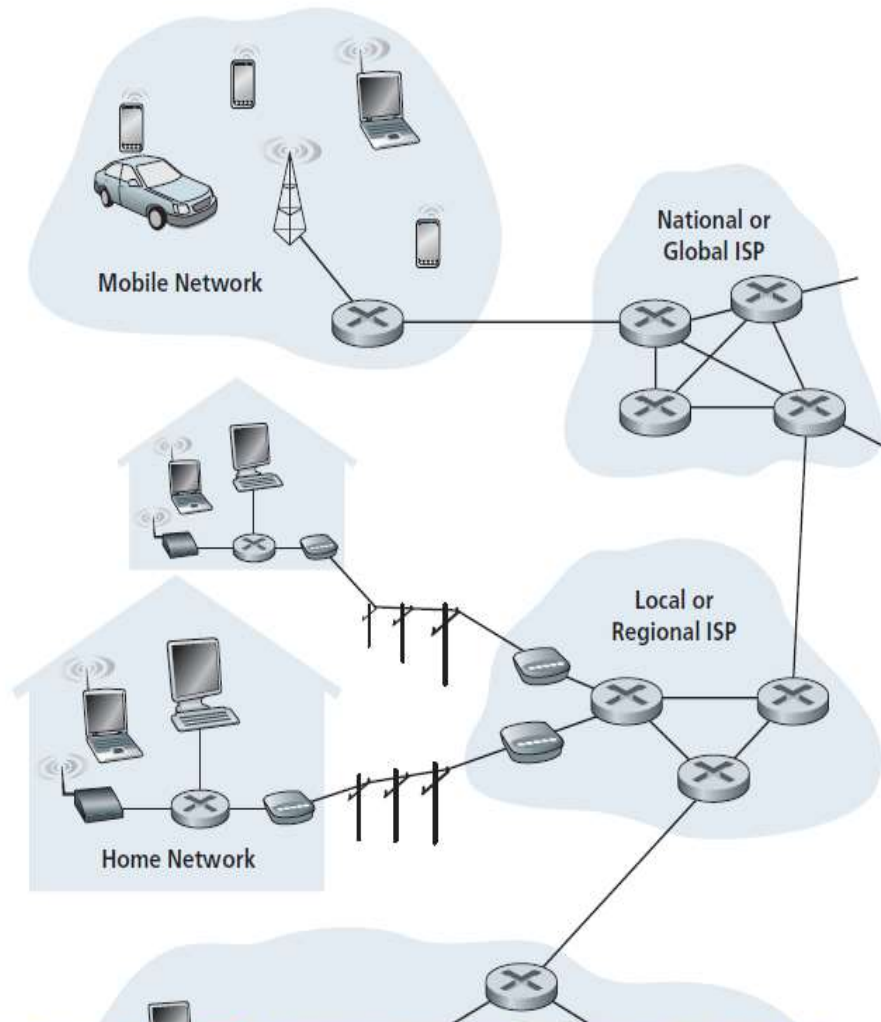 Mobile Network
National or
Global ISP
Local or
Regional ISP
Home Network